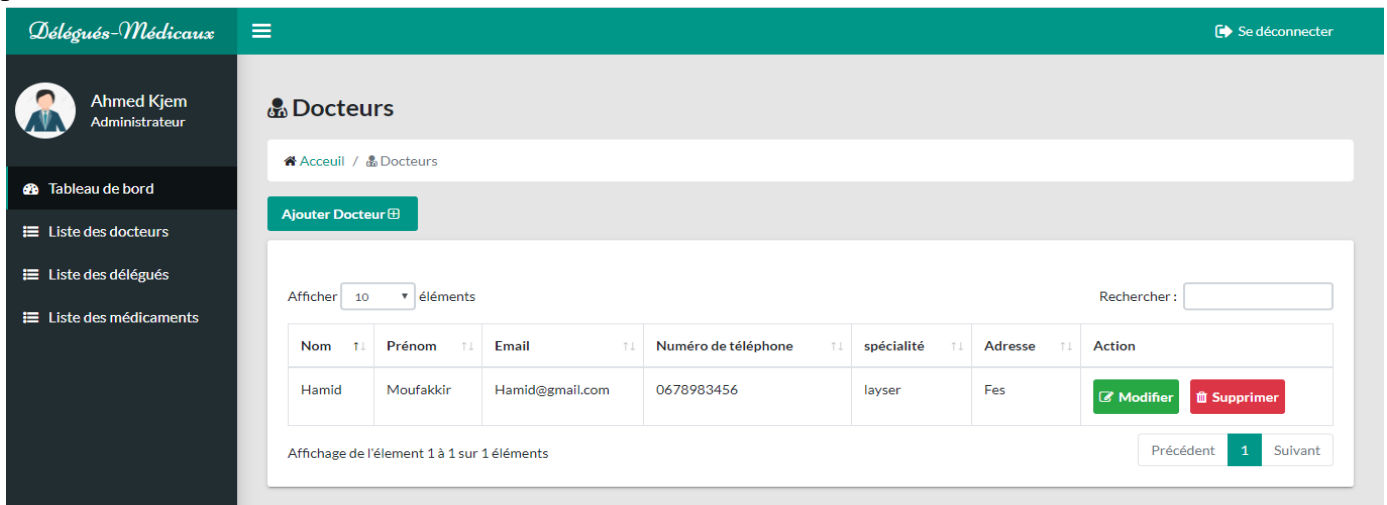 Délégués-Médicaux
Se déconnecter
Ahmed Kjem
Administrateur
Tableau de bord
Liste des docteurs
Liste des délégués
Liste des médicaments
Docteurs
Acceuil / Docteurs
Ajouter Docteur
Afficher 10 éléments
Rechercher :
Nom Prénom Email Numéro de téléphone spécialité Adresse Action
Hamid Moufakkir Hamid@gmail.com 0678983456 layser Fes Modifier Supprimer
Affichage de l'élement 1 à 1 sur 1 éléments
Précédent 1 Suivant